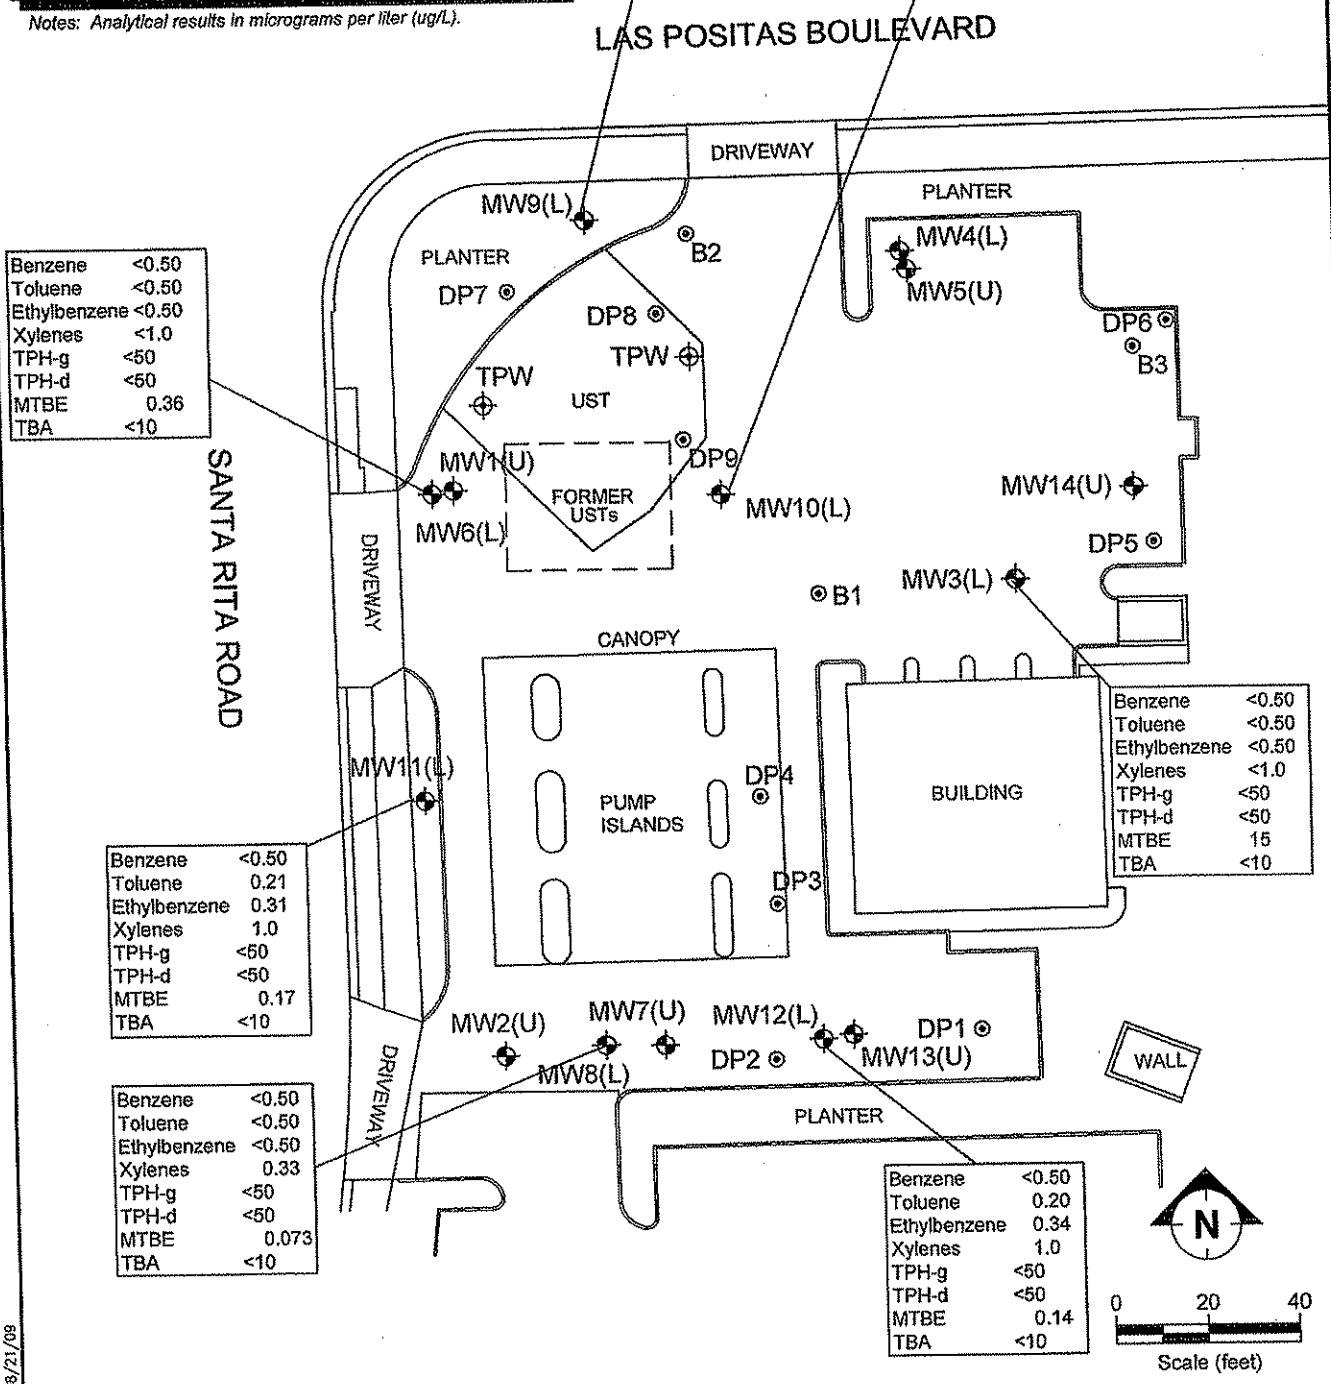 Notes: Analytical results in micrograms per liter (ug/L).
LAS POSITAS BOULEVARD
DRIVEWAY
PLANTER
MW9(L)
B2
MW4(L)
MW5(U)
PLANTER
DP7
DP8
DP6
B3
TPW
TPW
UST
Benzene <0.50
Toluene <0.50
Ethylbenzene <0.50
Xylenes <1.0
TPH-g <50
TPH-d <50
MTBE 0.36
TBA <10
SANTA RITA ROAD
DP9
MW1(U)
FORMER
USTs
MW6(L)
MW10(L)
MW14(U)
DRIVEWAY
DP5
MW3(L)
B1
CANOPY
Benzene <0.50
Toluene <0.50
Ethylbenzene <0.50
Xylenes <1.0
TPH-g <50
TPH-d <50
MTBE 15
TBA <10
MW11(L)
DP4
PUMP
ISLANDS
BUILDING
DP3
Benzene <0.50
Toluene 0.21
Ethylbenzene 0.31
Xylenes 1.0
TPH-g <50
TPH-d <50
MTBE 0.17
TBA <10
MW2(U)
MW7(U)
MW12(L)
DP1
MW8(L)
DP2
MW13(U)
WALL
DRIVEWAY
PLANTER
Benzene <0.50
Toluene <0.50
Ethylbenzene <0.50
Xylenes 0.33
TPH-g <50
TPH-d <50
MTBE 0.073
TBA <10
Benzene <0.50
Toluene 0.20
Ethylbenzene 0.34
Xylenes 1.0
TPH-g <50
TPH-d <50
MTBE 0.14
TBA <10
N
0 20 40
Scale (feet)
8/21/09